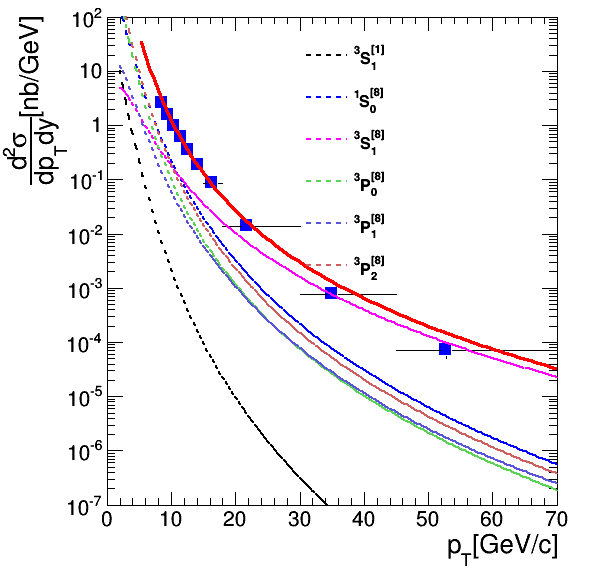 d²σ
dp_T dy [nb/GeV]
10²
10
1
10⁻¹
10⁻²
10⁻³
10⁻⁴
10⁻⁵
10⁻⁶
10⁻⁷
³S₁^[1]
¹S₀^[8]
³S₁^[8]
³P₀^[8]
³P₁^[8]
³P₂^[8]
0 10 20 30 40 50 60 70
p_T[GeV/c]